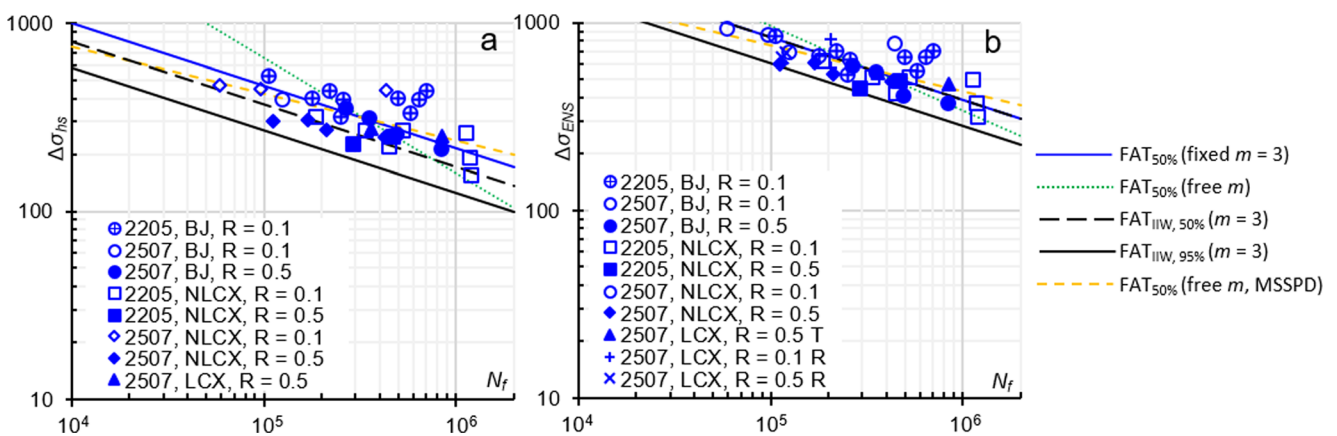 1000
100
10
10⁴
10⁵
10⁶
Δσhs
Nf
a
2205, BJ, R = 0.1
2507, BJ, R = 0.1
2507, BJ, R = 0.5
2205, NLCX, R = 0.1
2205, NLCX, R = 0.5
2507, NLCX, R = 0.1
2507, NLCX, R = 0.5
2507, LCX, R = 0.5
1000
100
10
10⁴
10⁵
10⁶
ΔσENS
Nf
b
2205, BJ, R = 0.1
2507, BJ, R = 0.1
2507, BJ, R = 0.5
2205, NLCX, R = 0.1
2205, NLCX, R = 0.5
2507, NLCX, R = 0.1
2507, NLCX, R = 0.5
2507, LCX, R = 0.5 T
2507, LCX, R = 0.1 R
2507, LCX, R = 0.5 R
FAT50% (fixed m = 3)
FAT50% (free m)
FATIIW, 50% (m = 3)
FATIIW, 95% (m = 3)
FAT50% (free m, MSSPD)